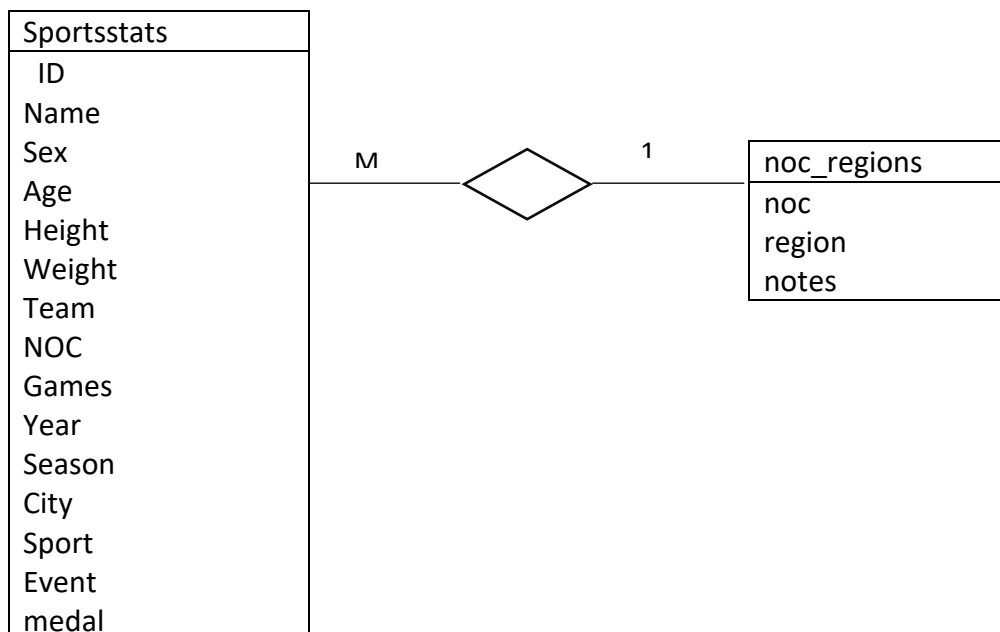 Sportsstats
ID
Name
Sex
Age
Height
Weight
Team
NOC
Games
Year
Season
City
Sport
Event
medal
M
1
noc_regions
noc
region
notes